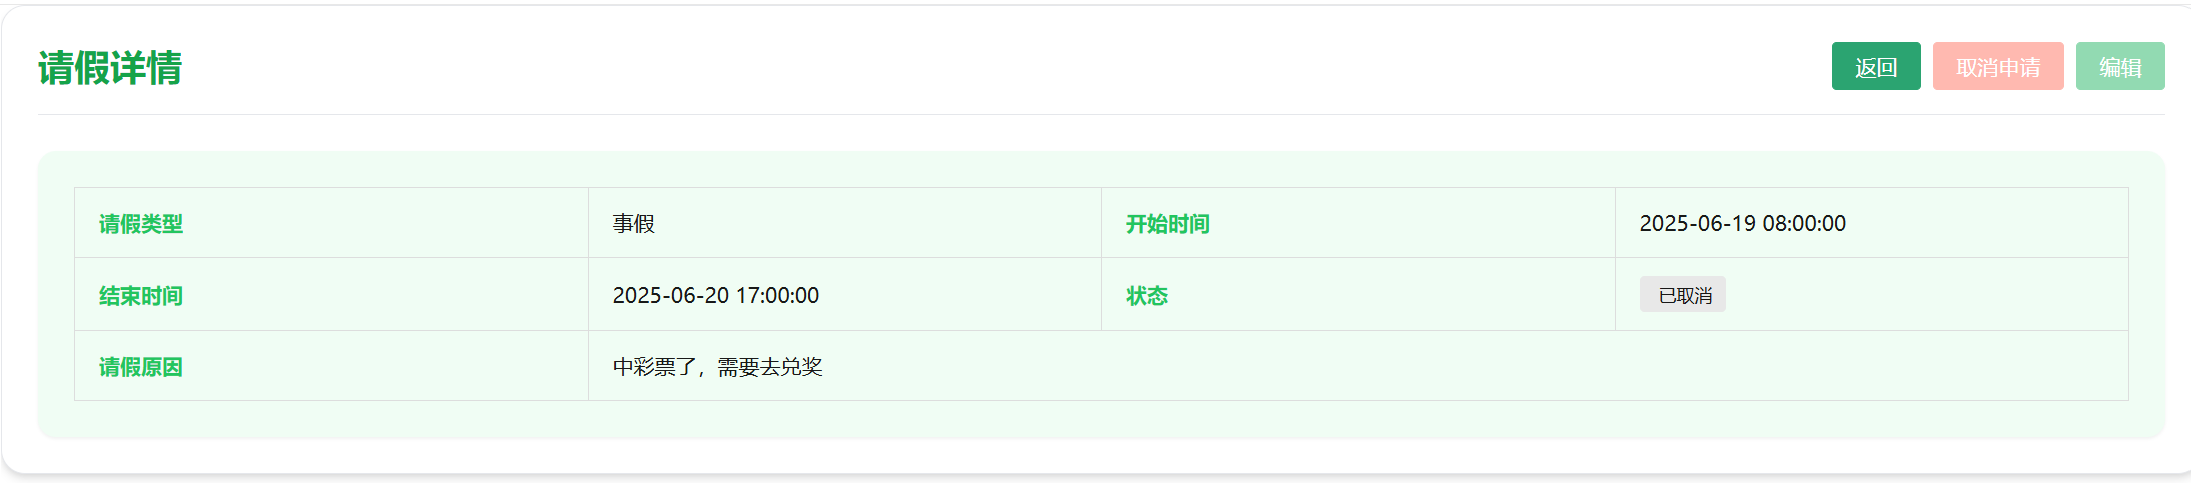 请假详情
返回 取消申请 编辑
请假类型 事假 开始时间 2025-06-19 08:00:00
结束时间 2025-06-20 17:00:00 状态 已取消
请假原因 中彩票了，需要去兑奖